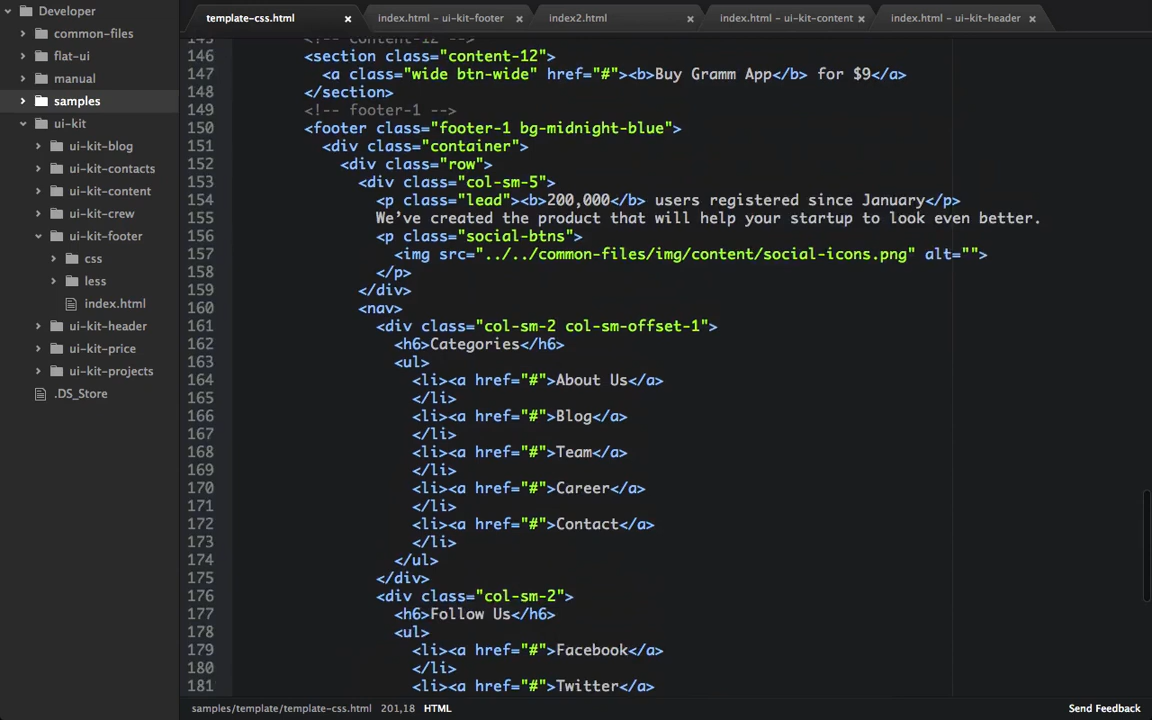 Developer
common-files
flat-ui
manual
samples
ui-kit
ui-kit-blog
ui-kit-contacts
ui-kit-content
ui-kit-crew
ui-kit-footer
css
less
index.html
ui-kit-header
ui-kit-price
ui-kit-projects
.DS_Store
template-css.html
index.html – ui-kit-footer
index2.html
index.html – ui-kit-content
index.html – ui-kit-header
145 <!-- content-12 -->
146 <section class="content-12">
147 <a class="wide btn-wide" href="#"><b>Buy Gramm App</b> for $9</a>
148 </section>
149 <!-- footer-1 -->
150 <footer class="footer-1 bg-midnight-blue">
151 <div class="container">
152 <div class="row">
153 <div class="col-sm-5">
154 <p class="lead"><b>200,000</b> users registered since January</p>
155 We’ve created the product that will help your startup to look even better.
156 <p class="social-btns">
157 <img src="../../common-files/img/content/social-icons.png" alt="">
158 </p>
159 </div>
160 <nav>
161 <div class="col-sm-2 col-sm-offset-1">
162 <h6>Categories</h6>
163 <ul>
164 <li><a href="#">About Us</a>
165 </li>
166 <li><a href="#">Blog</a>
167 </li>
168 <li><a href="#">Team</a>
169 </li>
170 <li><a href="#">Career</a>
171 </li>
172 <li><a href="#">Contact</a>
173 </li>
174 </ul>
175 </div>
176 <div class="col-sm-2">
177 <h6>Follow Us</h6>
178 <ul>
179 <li><a href="#">Facebook</a>
180 </li>
181 <li><a href="#">Twitter</a>
samples/template/template-css.html 201,18 HTML
Send Feedback